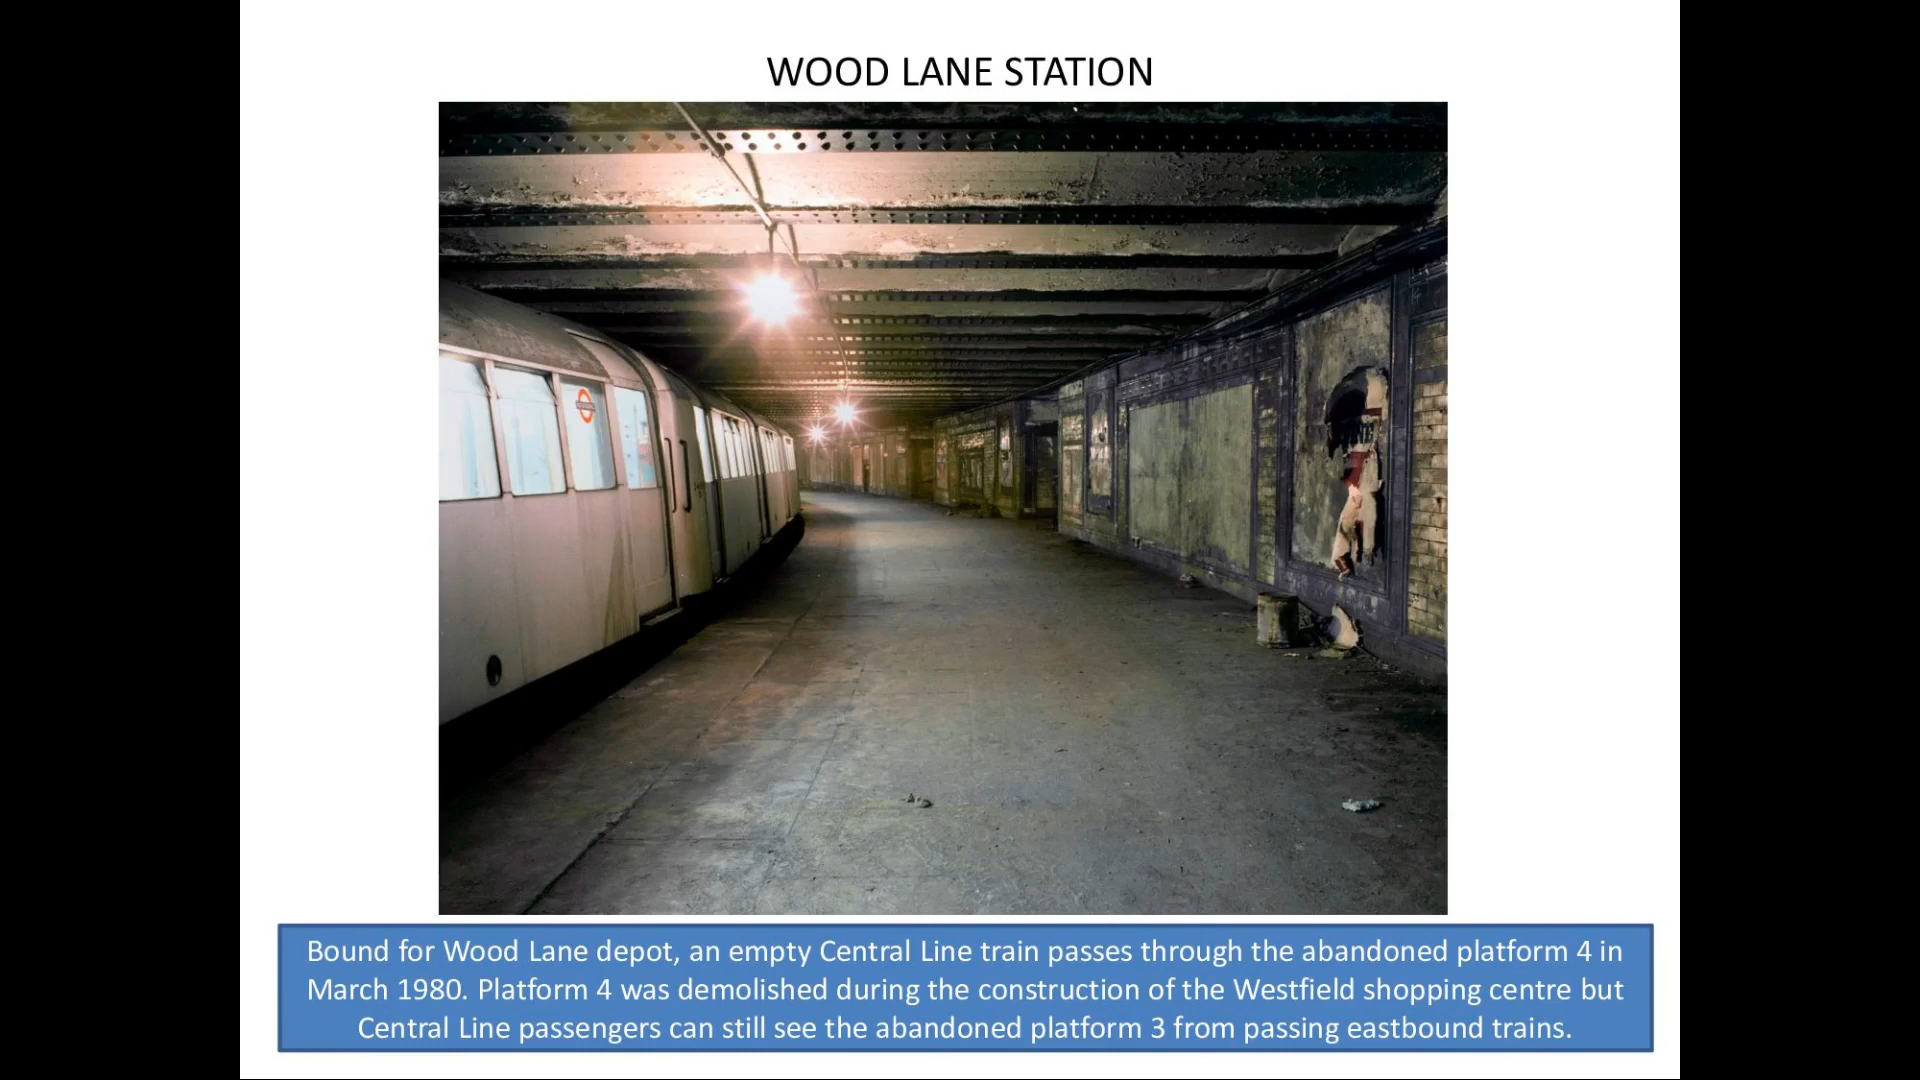 WOOD LANE STATION
Bound for Wood Lane depot, an empty Central Line train passes through the abandoned platform 4 in
March 1980. Platform 4 was demolished during the construction of the Westfield shopping centre but
Central Line passengers can still see the abandoned platform 3 from passing eastbound trains.